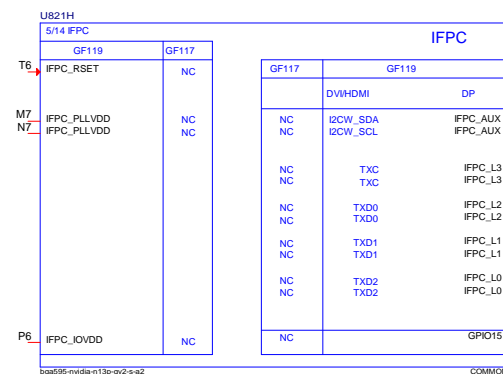 U821H
5/14 IFPC
IFPC
GF119 GF117
T6 IFPC_RSET NC
GF117 GF119
DVI/HDMI DP
M7 IFPC_PLLVDD NC
N7 IFPC_PLLVDD NC
NC I2CW_SDA IFPC_AUX
NC I2CW_SCL IFPC_AUX
NC TXC IFPC_L3
NC TXC IFPC_L3
NC TXD0 IFPC_L2
NC TXD0 IFPC_L2
NC TXD1 IFPC_L1
NC TXD1 IFPC_L1
NC TXD2 IFPC_L0
NC TXD2 IFPC_L0
P6 IFPC_IOVDD NC
NC GPIO15
bga595-nvidia-n13p-gv2-s-a2
COMMO